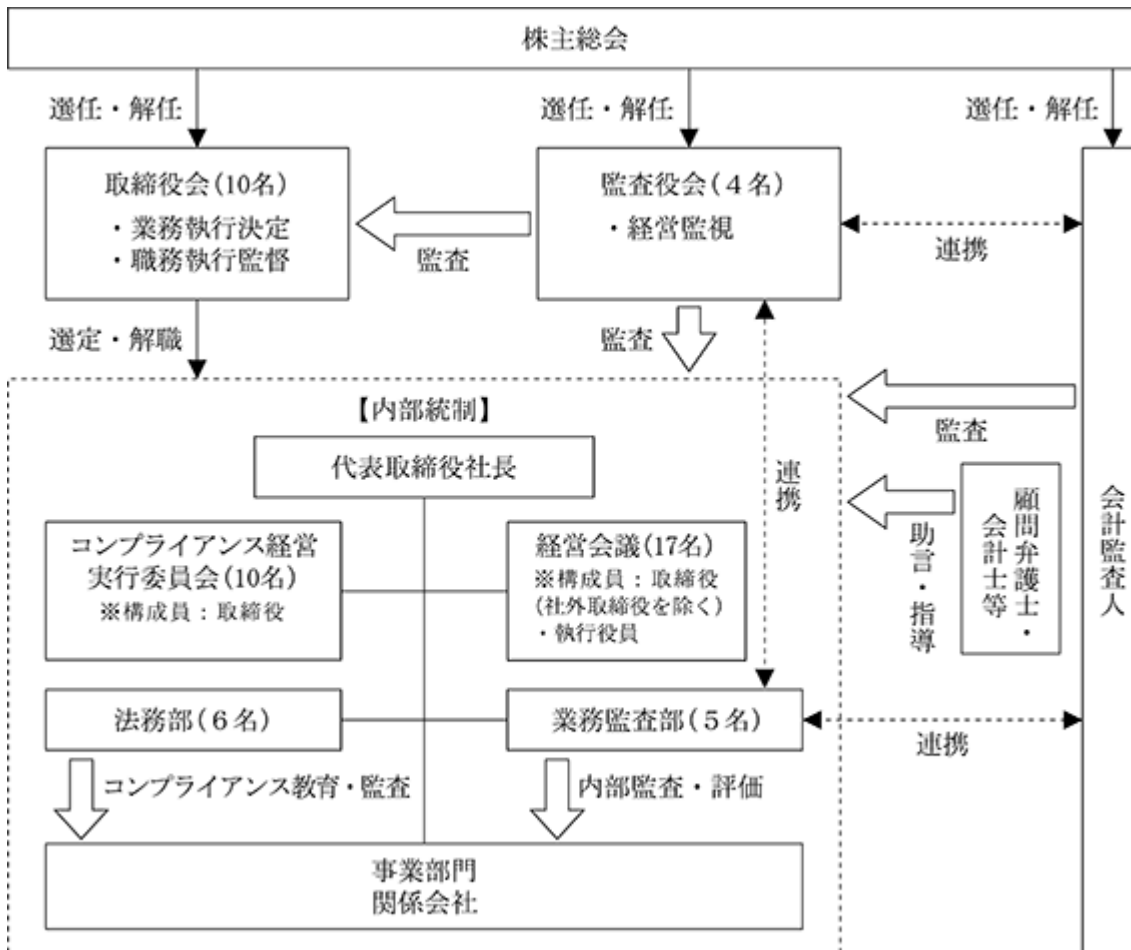 株主総会
選任・解任
選任・解任
選任・解任
取締役会(10名)
・業務執行決定
・職務執行監督
監査役会(4名)
・経営監視
監査
連携
選定・解職
監査
【内部統制】
代表取締役社長
監査
連携
コンプライアンス経営
実行委員会(10名)
※構成員:取締役
経営会議(17名)
※構成員:取締役
(社外取締役を除く)
・執行役員
助言・指導
顧問弁護士・
会計士等
会計監査人
法務部(6名)
業務監査部(5名)
連携
コンプライアンス教育・監査
内部監査・評価
事業部門
関係会社